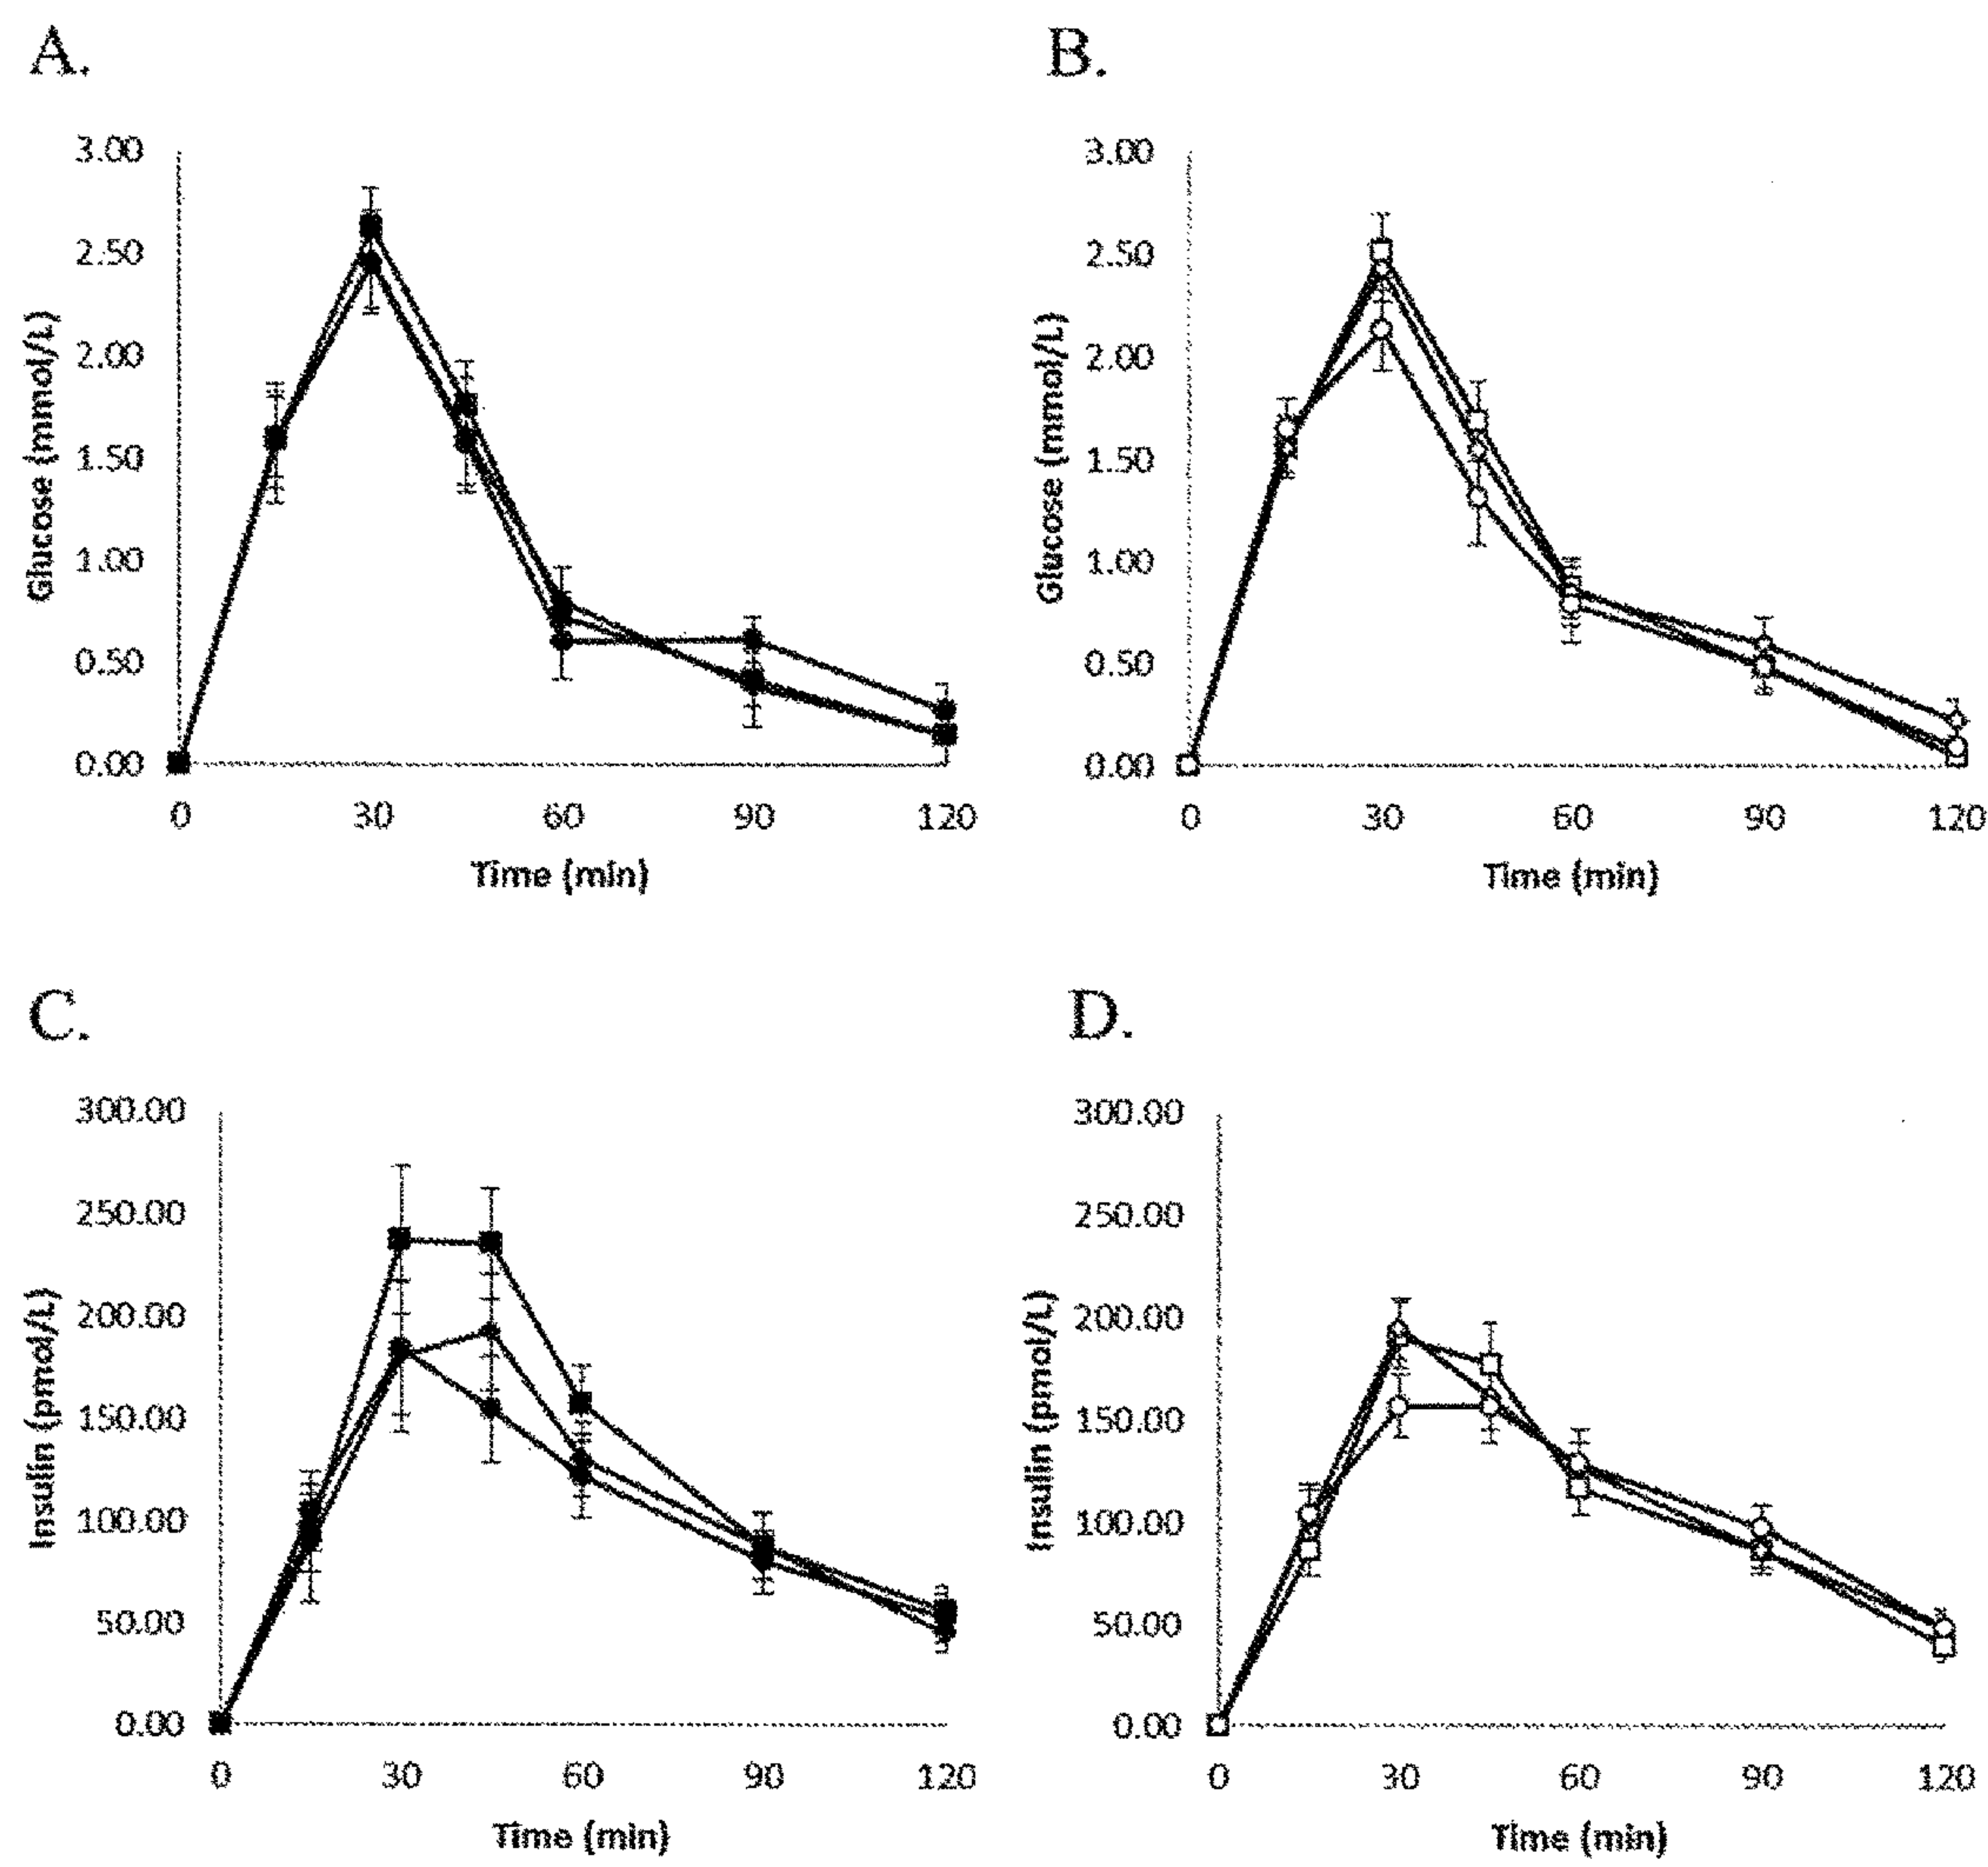 A.
3.00
2.50
2.00
1.50
1.00
0.50
0.00
Glucose (mmol/L)
0 30 60 90 120
Time (min)
B.
3.00
2.50
2.00
1.50
1.00
0.50
0.00
Glucose (mmol/L)
0 30 60 90 120
Time (min)
C.
300.00
250.00
200.00
150.00
100.00
50.00
0.00
Insulin (pmol/L)
0 30 60 90 120
Time (min)
D.
300.00
250.00
200.00
150.00
100.00
50.00
0.00
Insulin (pmol/L)
0 30 60 90 120
Time (min)